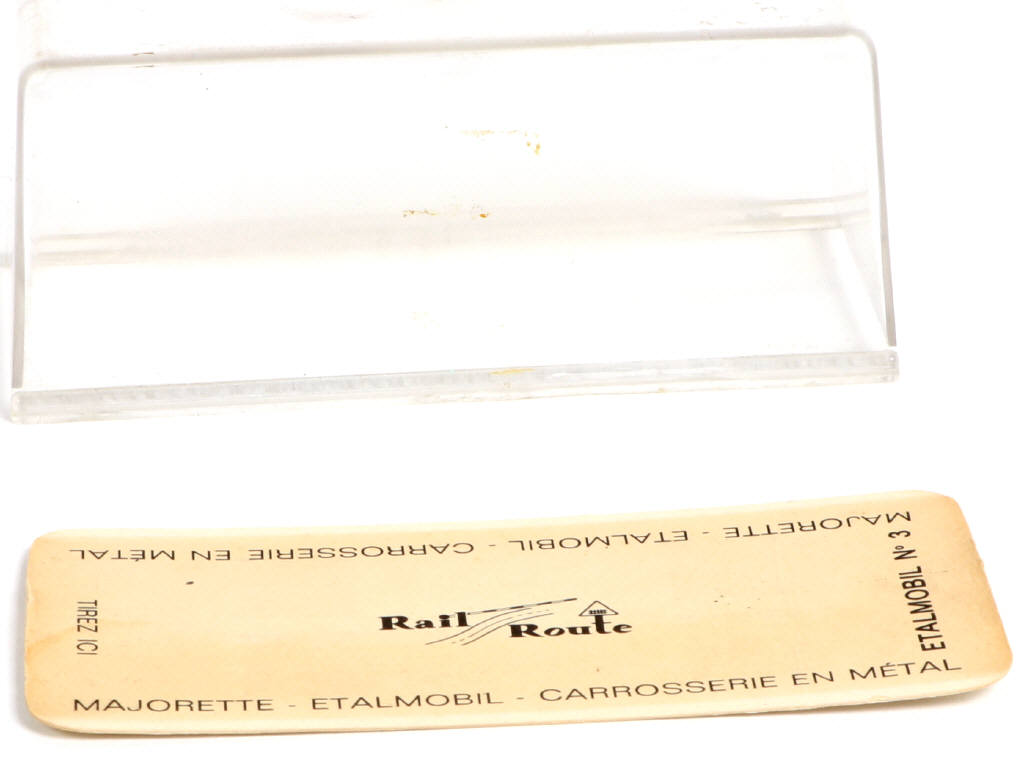 MAJORETTE - ETALMOBIL - CARROSSERIE EN MÉTAL
TIREZ ICI
Rail
Route
ETALMOBIL N° 3
MAJORETTE - ETALMOBIL - CARROSSERIE EN MÉTAL